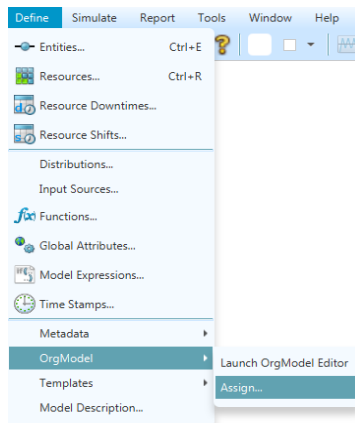 Define Simulate Report Tools Window Help
Entities... Ctrl+E
Resources... Ctrl+R
Resource Downtimes...
Resource Shifts...
Distributions...
Input Sources...
f(x) Functions...
Global Attributes...
Model Expressions...
Time Stamps...
Metadata
OrgModel
Launch OrgModel Editor
Templates
Assign...
Model Description...